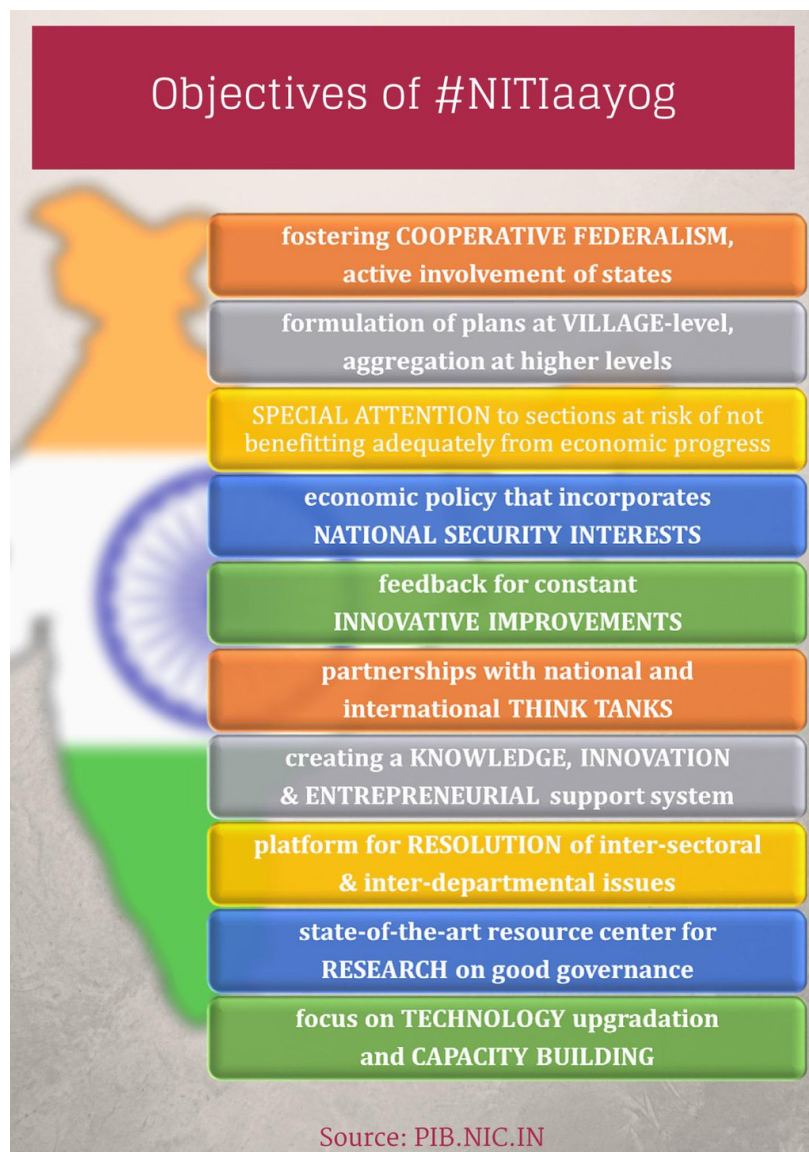 Objectives of #NITIaayog
fostering COOPERATIVE FEDERALISM,
active involvement of states
formulation of plans at VILLAGE-level,
aggregation at higher levels
SPECIAL ATTENTION to sections at risk of not
benefitting adequately from economic progress
economic policy that incorporates
NATIONAL SECURITY INTERESTS
feedback for constant
INNOVATIVE IMPROVEMENTS
partnerships with national and
international THINK TANKS
creating a KNOWLEDGE, INNOVATION
& ENTREPRENEURIAL support system
platform for RESOLUTION of inter-sectoral
& inter-departmental issues
state-of-the-art resource center for
RESEARCH on good governance
focus on TECHNOLOGY upgradation
and CAPACITY BUILDING
Source: PIB.NIC.IN